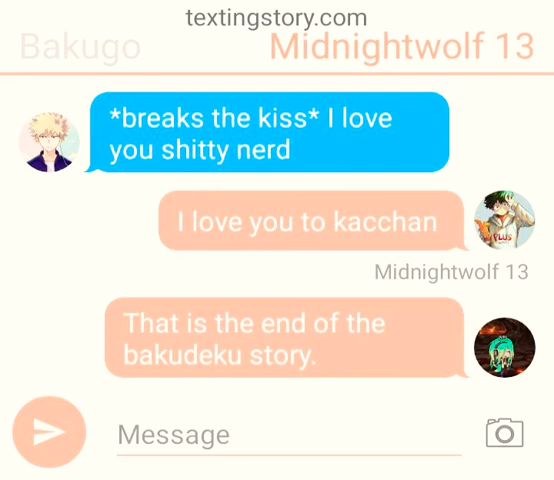 textingstory.com
Bakugo
Midnightwolf 13
*breaks the kiss* I love
you shitty nerd
I love you to kacchan
PLUS
Midnightwolf 13
That is the end of the
bakudeku story.
Message